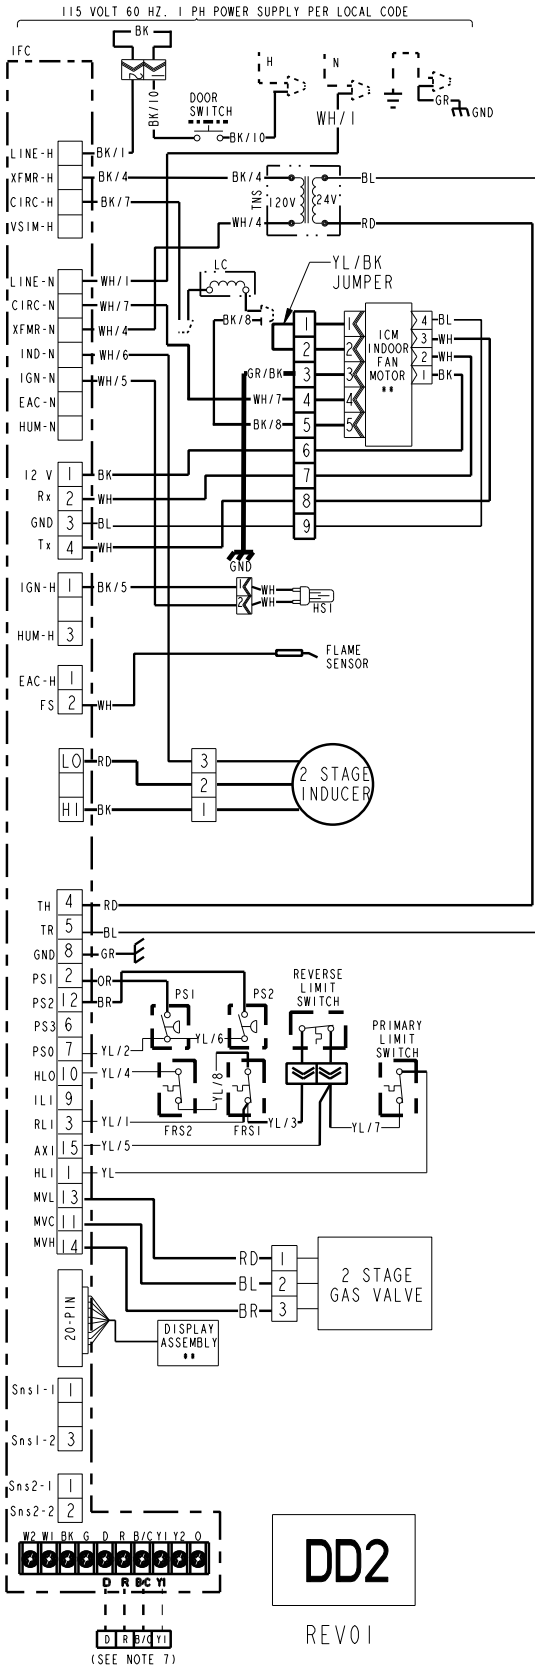 115 VOLT 60 HZ. 1 PH POWER SUPPLY PER LOCAL CODE
BK
IFC
2 1
BK/10
DOOR
SWITCH
BK/10
H
N
WH/1
GR
GND
LINE-H BK/1
XFMR-H BK/4 BK/4
CIRC-H BK/7
VSIM-H
TNS
120V 24V
BL
WH/4
RD
LINE-N WH/1
CIRC-N WH/7
XFMR-N WH/4
IND-N WH/6
IGN-N WH/5
EAC-N
HUM-N
LC
BK/8
YL/BK
JUMPER
GR/BK
WH/7
BK/8
1
2
3
4
5
6
7
8
9
1
2
3
4
5
ICM
INDOOR
FAN
MOTOR
**
4 BL
3 WH
2 WH
1 BK
12 V 1 BK
Rx 2 WH
GND 3 BL
Tx 4 WH
GND
IGN-H 1 BK/5
HUM-H 3
1 WH
2 WH
HSI
EAC-H 1
FS 2 WH
FLAME
SENSOR
LO RD
HI BK
3
2
1
2 STAGE
INDUCER
TH 4 RD
TR 5 BL
GND 8 GR
PS1 2 OR
PS2 12 BR
PS3 6
PSO 7 YL/2
HLO 10 YL/4
ILI 9
RLI 3 YL/1
AXI 15 YL/5
HLI 1 YL
MVL 13
MVC 11
MVH 14
PS1
PS2
YL/6
YL/8
FRS2
FRS1
YL/3
REVERSE
LIMIT
SWITCH
PRIMARY
LIMIT
SWITCH
YL/7
RD 1
BL 2
BR 3
2 STAGE
GAS VALVE
20-PIN
DISPLAY
ASSEMBLY
**
Sns1-1 1
Sns1-2 3
Sns2-1 1
Sns2-2 2
W2 W1 BK G D R B/C Y1 Y2 O
D R B/C Y1
D R B/C Y1
(SEE NOTE 7)
DD2
REV01